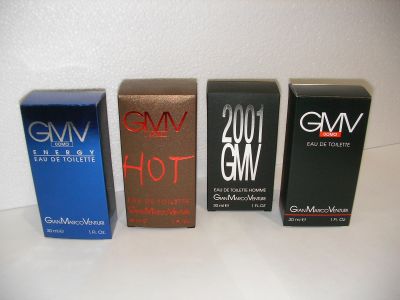 GMV
UOMO
ENERGY
EAU DE TOILETTE
GIANMARCOVENTURI
30 ml e 1 FL. OZ
GMV
UOMO
HOT
EAU DE TOILETTE
GIANMARCOVENTURI
2001
GMV
EAU DE TOILETTE HOMME
GIANMARCOVENTURI
30 ml e 1 FL. OZ
GMV
UOMO
EAU DE TOILETTE
GIANMARCOVENTURI
30 ml e 1 FL. OZ